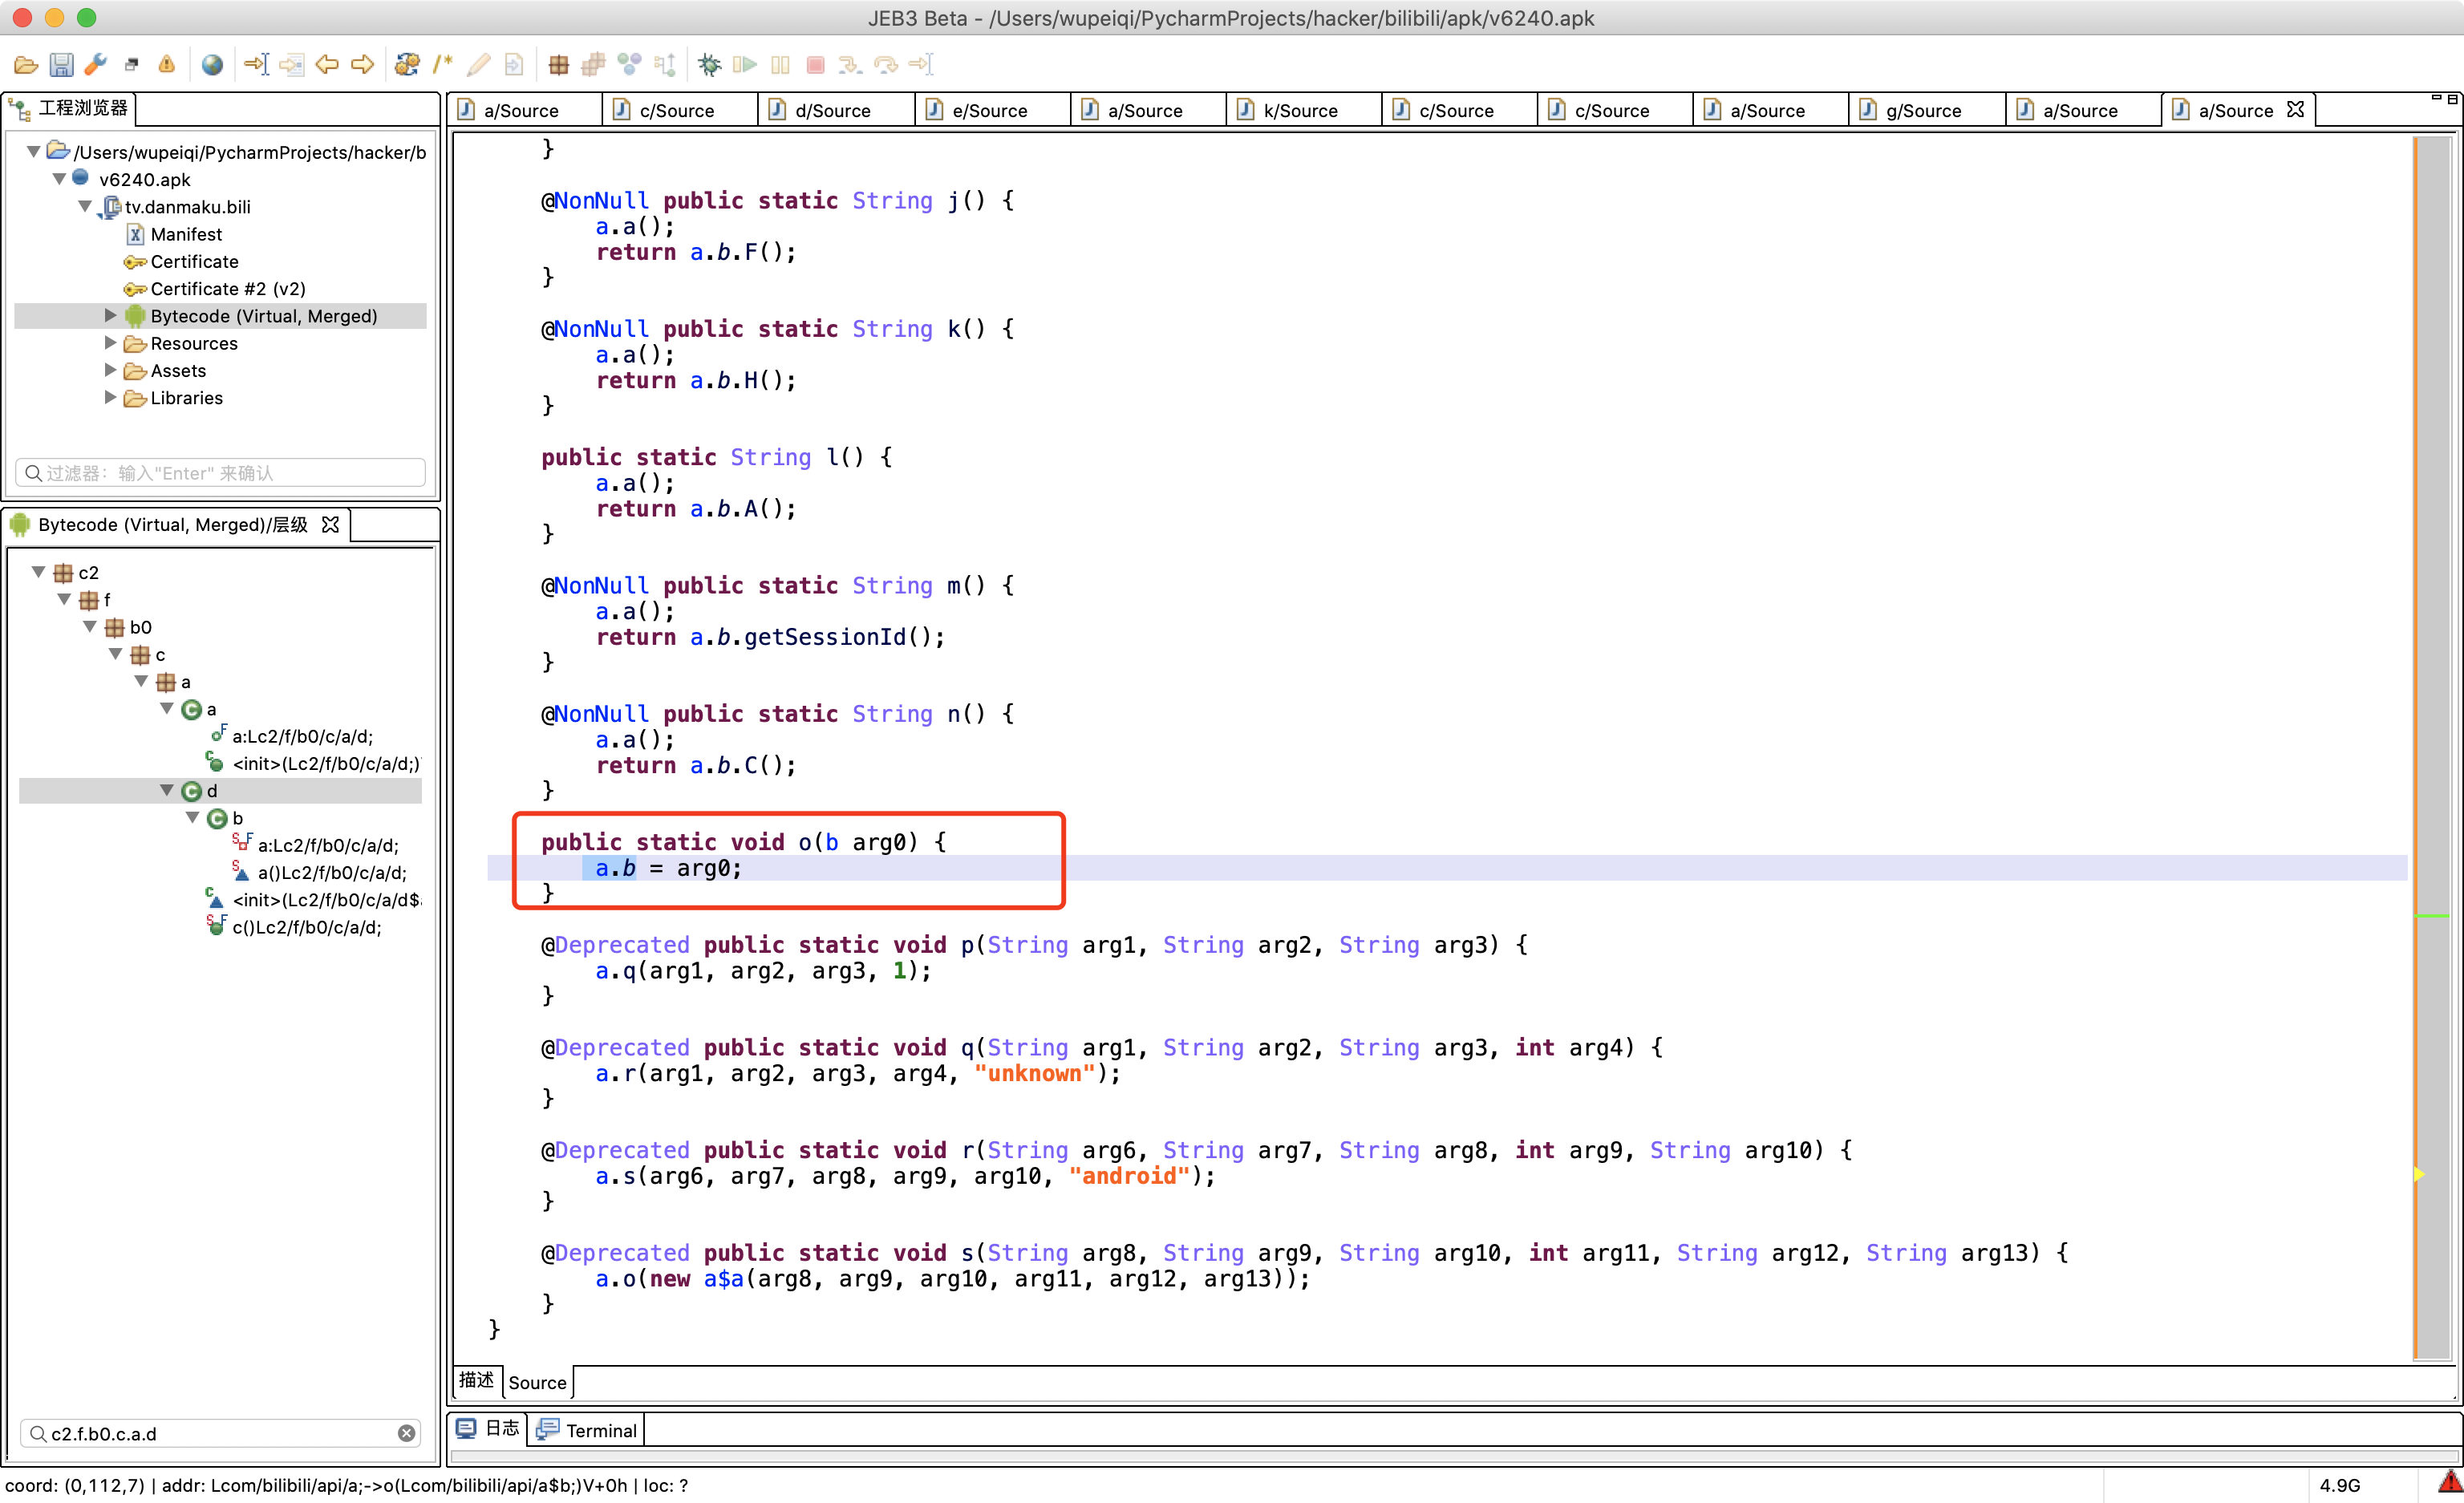 JEB3 Beta - /Users/wupeiqi/PycharmProjects/hacker/bilibili/apk/v6240.apk
工程浏览器
/Users/wupeiqi/PycharmProjects/hacker/b
v6240.apk
tv.danmaku.bili
Manifest
Certificate
Certificate #2 (v2)
Bytecode (Virtual, Merged)
Resources
Assets
Libraries
过滤器: 输入"Enter" 来确认
Bytecode (Virtual, Merged)/层级
c2
f
b0
c
a
a
a:Lc2/f/b0/c/a/d;
<init>(Lc2/f/b0/c/a/d;)
d
b
a:Lc2/f/b0/c/a/d;
a()Lc2/f/b0/c/a/d;
<init>(Lc2/f/b0/c/a/d$
c()Lc2/f/b0/c/a/d;
c2.f.b0.c.a.d
a/Source c/Source d/Source e/Source a/Source k/Source c/Source c/Source a/Source g/Source a/Source a/Source
}
@NonNull public static String j() {
a.a();
return a.b.F();
}
@NonNull public static String k() {
a.a();
return a.b.H();
}
public static String l() {
a.a();
return a.b.A();
}
@NonNull public static String m() {
a.a();
return a.b.getSessionId();
}
@NonNull public static String n() {
a.a();
return a.b.C();
}
public static void o(b arg0) {
a.b = arg0;
}
@Deprecated public static void p(String arg1, String arg2, String arg3) {
a.q(arg1, arg2, arg3, 1);
}
@Deprecated public static void q(String arg1, String arg2, String arg3, int arg4) {
a.r(arg1, arg2, arg3, arg4, "unknown");
}
@Deprecated public static void r(String arg6, String arg7, String arg8, int arg9, String arg10) {
a.s(arg6, arg7, arg8, arg9, arg10, "android");
}
@Deprecated public static void s(String arg8, String arg9, String arg10, int arg11, String arg12, String arg13) {
a.o(new a$a(arg8, arg9, arg10, arg11, arg12, arg13));
}
}
描述 Source
日志 Terminal
coord: (0,112,7) | addr: Lcom/bilibili/api/a;->o(Lcom/bilibili/api/a$b;)V+0h | loc: ?
4.9G